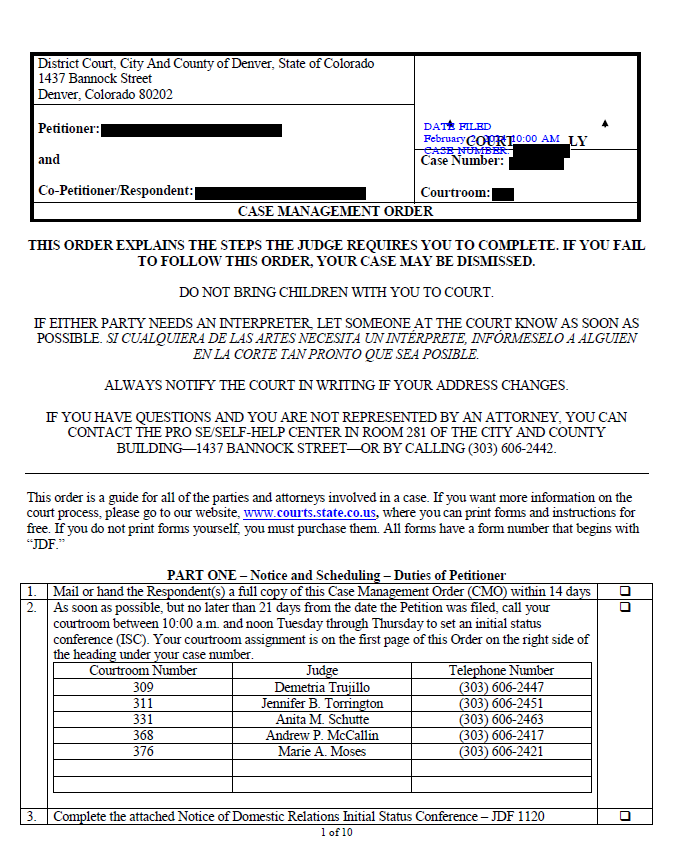 District Court, City And County of Denver, State of Colorado
1437 Bannock Street
Denver, Colorado 80202
Petitioner:
and
Co-Petitioner/Respondent:
DATE FILED
February 2, 2024 10:00 AM
CASE NUMBER:
COURT LY
Case Number:
Courtroom:
CASE MANAGEMENT ORDER
THIS ORDER EXPLAINS THE STEPS THE JUDGE REQUIRES YOU TO COMPLETE. IF YOU FAIL
TO FOLLOW THIS ORDER, YOUR CASE MAY BE DISMISSED.
DO NOT BRING CHILDREN WITH YOU TO COURT.
IF EITHER PARTY NEEDS AN INTERPRETER, LET SOMEONE AT THE COURT KNOW AS SOON AS
POSSIBLE. SI CUALQUIERA DE LAS ARTES NECESITA UN INTÉRPRETE, INFÓRMESELO A ALGUIEN
EN LA CORTE TAN PRONTO QUE SEA POSIBLE.
ALWAYS NOTIFY THE COURT IN WRITING IF YOUR ADDRESS CHANGES.
IF YOU HAVE QUESTIONS AND YOU ARE NOT REPRESENTED BY AN ATTORNEY, YOU CAN
CONTACT THE PRO SE/SELF-HELP CENTER IN ROOM 281 OF THE CITY AND COUNTY
BUILDING—1437 BANNOCK STREET—OR BY CALLING (303) 606-2442.
This order is a guide for all of the parties and attorneys involved in a case. If you want more information on the
court process, please go to our website, www.courts.state.co.us, where you can print forms and instructions for
free. If you do not print forms yourself, you must purchase them. All forms have a form number that begins with
“JDF.”
PART ONE – Notice and Scheduling – Duties of Petitioner
1. Mail or hand the Respondent(s) a full copy of this Case Management Order (CMO) within 14 days ❑
2. As soon as possible, but no later than 21 days from the date the Petition was filed, call your ❑
courtroom between 10:00 a.m. and noon Tuesday through Thursday to set an initial status
conference (ISC). Your courtroom assignment is on the first page of this Order on the right side of
the heading under your case number.
Courtroom Number Judge Telephone Number
309 Demetria Trujillo (303) 606-2447
311 Jennifer B. Torrington (303) 606-2451
331 Anita M. Schutte (303) 606-2463
368 Andrew P. McCallin (303) 606-2417
376 Marie A. Moses (303) 606-2421
3. Complete the attached Notice of Domestic Relations Initial Status Conference – JDF 1120 ❑
1 of 10